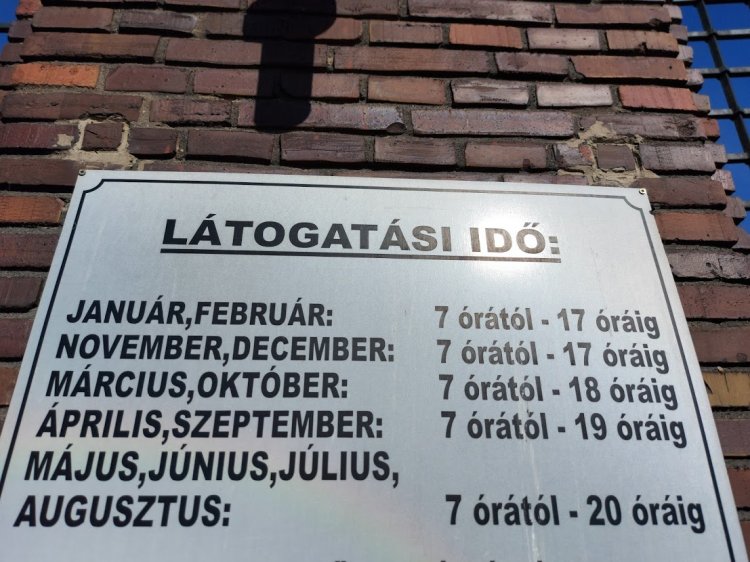 LÁTOGATÁSI IDŐ:
JANUÁR,FEBRUÁR: 7 órától - 17 óráig
NOVEMBER,DECEMBER: 7 órától - 17 óráig
MÁRCIUS,OKTÓBER: 7 órától - 18 óráig
ÁPRILIS,SZEPTEMBER: 7 órától - 19 óráig
MÁJUS,JÚNIUS,JÚLIUS,
AUGUSZTUS: 7 órától - 20 óráig